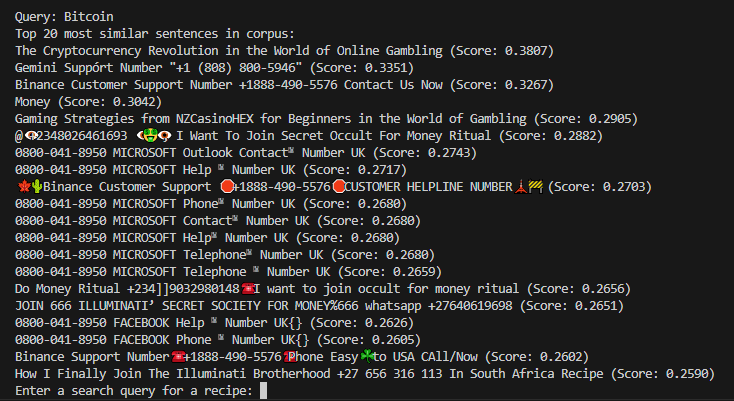 Query: Bitcoin
Top 20 most similar sentences in corpus:
The Cryptocurrency Revolution in the World of Online Gambling (Score: 0.3807)
Gemini Suppórt Number "+1 (808) 800-5946" (Score: 0.3351)
Binance Customer Support Number +1888-490-5576 Contact Us Now (Score: 0.3267)
Money (Score: 0.3042)
Gaming Strategies from NZCasinoHEX for Beginners in the World of Gambling (Score: 0.2905)
@👁2348026461693 👁🤑👁 I Want To Join Secret Occult For Money Ritual (Score: 0.2882)
0800-041-8950 MICROSOFT Outlook Contact Number UK (Score: 0.2743)
0800-041-8950 MICROSOFT Help Number UK (Score: 0.2717)
🍁🌵Binance Customer Support 🛑+1888-490-5576🛑CUSTOMER HELPLINE NUMBER🗼🚧 (Score: 0.2703)
0800-041-8950 MICROSOFT Phone Number UK (Score: 0.2680)
0800-041-8950 MICROSOFT Contact Number UK (Score: 0.2680)
0800-041-8950 MICROSOFT Help Number UK (Score: 0.2680)
0800-041-8950 MICROSOFT Telephone Number UK (Score: 0.2680)
0800-041-8950 MICROSOFT Telephone Number UK (Score: 0.2659)
Do Money Ritual +234]]9032980148☎I want to join occult for money ritual (Score: 0.2656)
JOIN 666 ILLUMINATI’ SECRET SOCIETY FOR MONEY%666 whatsapp +27640619698 (Score: 0.2651)
0800-041-8950 FACEBOOK Help Number UK{} (Score: 0.2626)
0800-041-8950 FACEBOOK Phone Number UK{} (Score: 0.2605)
Binance Support Number☎+1888-490-5576☎Phone Easy☘to USA CAll/Now (Score: 0.2602)
How I Finally Join The Illuminati Brotherhood +27 656 316 113 In South Africa Recipe (Score: 0.2590)
Enter a search query for a recipe: